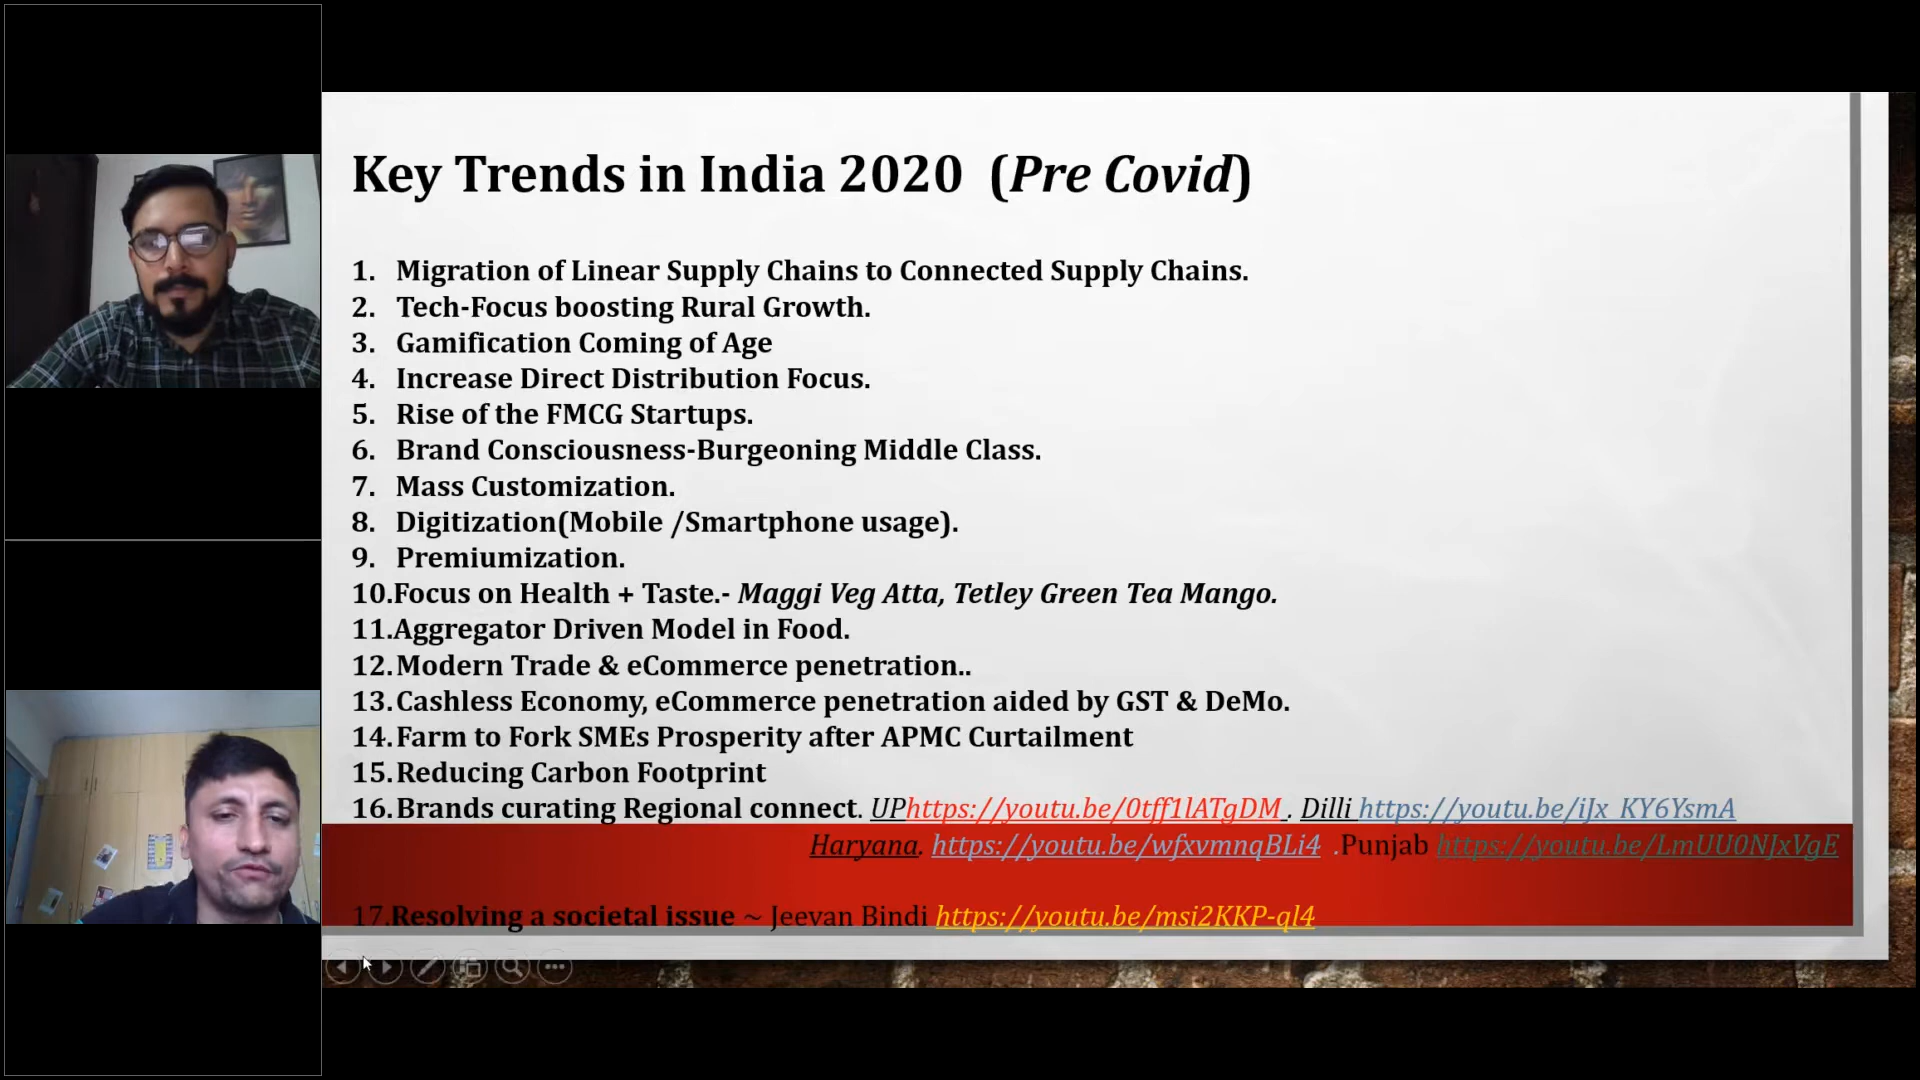 Key Trends in India 2020 (Pre Covid)
1. Migration of Linear Supply Chains to Connected Supply Chains.
2. Tech-Focus boosting Rural Growth.
3. Gamification Coming of Age
4. Increase Direct Distribution Focus.
5. Rise of the FMCG Startups.
6. Brand Consciousness-Burgeoning Middle Class.
7. Mass Customization.
8. Digitization(Mobile /Smartphone usage).
9. Premiumization.
10.Focus on Health + Taste.- Maggi Veg Atta, Tetley Green Tea Mango.
11.Aggregator Driven Model in Food.
12.Modern Trade & eCommerce penetration..
13.Cashless Economy, eCommerce penetration aided by GST & DeMo.
14.Farm to Fork SMEs Prosperity after APMC Curtailment
15.Reducing Carbon Footprint
16.Brands curating Regional connect. UPhttps://youtu.be/0tff1lATgDM . Dilli https://youtu.be/iJx_KY6YsmA
Haryana. https://youtu.be/wfxvmnqBLi4 .Punjab https://youtu.be/LmUU0NJxVgE
17.Resolving a societal issue ~ Jeevan Bindi https://youtu.be/msi2KKP-ql4